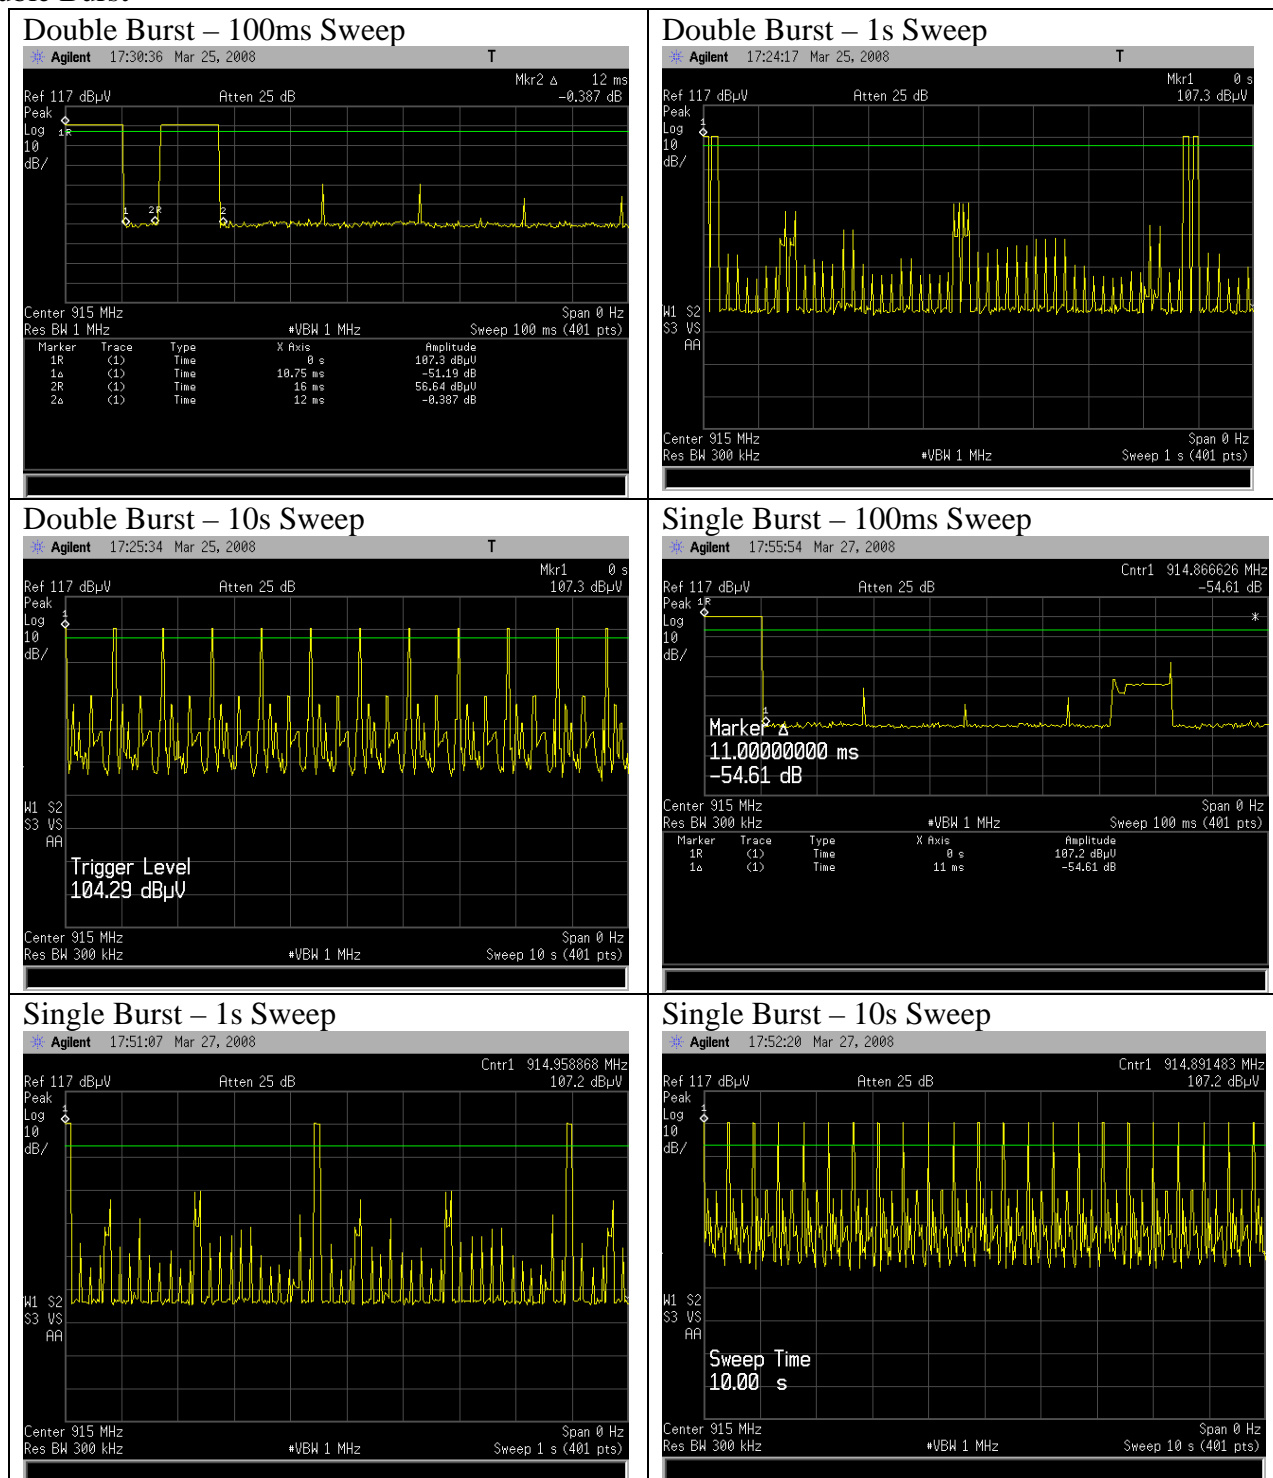 Double Burst – 100ms Sweep
Agilent 17:30:36 Mar 25, 2008 T
Mkr2 Δ 12 ms
Ref 117 dBµV Atten 25 dB -0.387 dB
Peak
Log
10
dB/
1R
1 2R 2
Center 915 MHz Span 0 Hz
Res BW 1 MHz #VBW 1 MHz Sweep 100 ms (401 pts)
Marker Trace Type X Axis Amplitude
1R (1) Time 0 s 107.3 dBµV
1Δ (1) Time 10.75 ms -51.19 dB
2R (1) Time 16 ms 56.64 dBµV
2Δ (1) Time 12 ms -0.387 dB
Double Burst – 1s Sweep
Agilent 17:24:17 Mar 25, 2008 T
Mkr1 0 s
Ref 117 dBµV Atten 25 dB 107.3 dBµV
Peak
Log
10
dB/
1
W1 S2
S3 VS
AA
Center 915 MHz Span 0 Hz
Res BW 300 kHz #VBW 1 MHz Sweep 1 s (401 pts)
Double Burst – 10s Sweep
Agilent 17:25:34 Mar 25, 2008 T
Mkr1 0 s
Ref 117 dBµV Atten 25 dB 107.3 dBµV
Peak
Log
10
dB/
1
W1 S2
S3 VS
AA
Trigger Level
104.29 dBµV
Center 915 MHz Span 0 Hz
Res BW 300 kHz #VBW 1 MHz Sweep 10 s (401 pts)
Single Burst – 100ms Sweep
Agilent 17:55:54 Mar 27, 2008
Cntr1 914.866626 MHz
Ref 117 dBµV Atten 25 dB -54.61 dB
Peak
Log
10
dB/
1R
*
1
Marker Δ
11.00000000 ms
-54.61 dB
Center 915 MHz Span 0 Hz
Res BW 300 kHz #VBW 1 MHz Sweep 100 ms (401 pts)
Marker Trace Type X Axis Amplitude
1R (1) Time 0 s 107.2 dBµV
1Δ (1) Time 11 ms -54.61 dB
Single Burst – 1s Sweep
Agilent 17:51:07 Mar 27, 2008
Cntr1 914.958868 MHz
Ref 117 dBµV Atten 25 dB 107.2 dBµV
Peak
Log
10
dB/
1
W1 S2
S3 VS
AA
Center 915 MHz Span 0 Hz
Res BW 300 kHz #VBW 1 MHz Sweep 1 s (401 pts)
Single Burst – 10s Sweep
Agilent 17:52:20 Mar 27, 2008
Cntr1 914.891483 MHz
Ref 117 dBµV Atten 25 dB 107.2 dBµV
Peak
Log
10
dB/
1
W1 S2
S3 VS
AA
Sweep Time
10.00 s
Center 915 MHz Span 0 Hz
Res BW 300 kHz #VBW 1 MHz Sweep 10 s (401 pts)